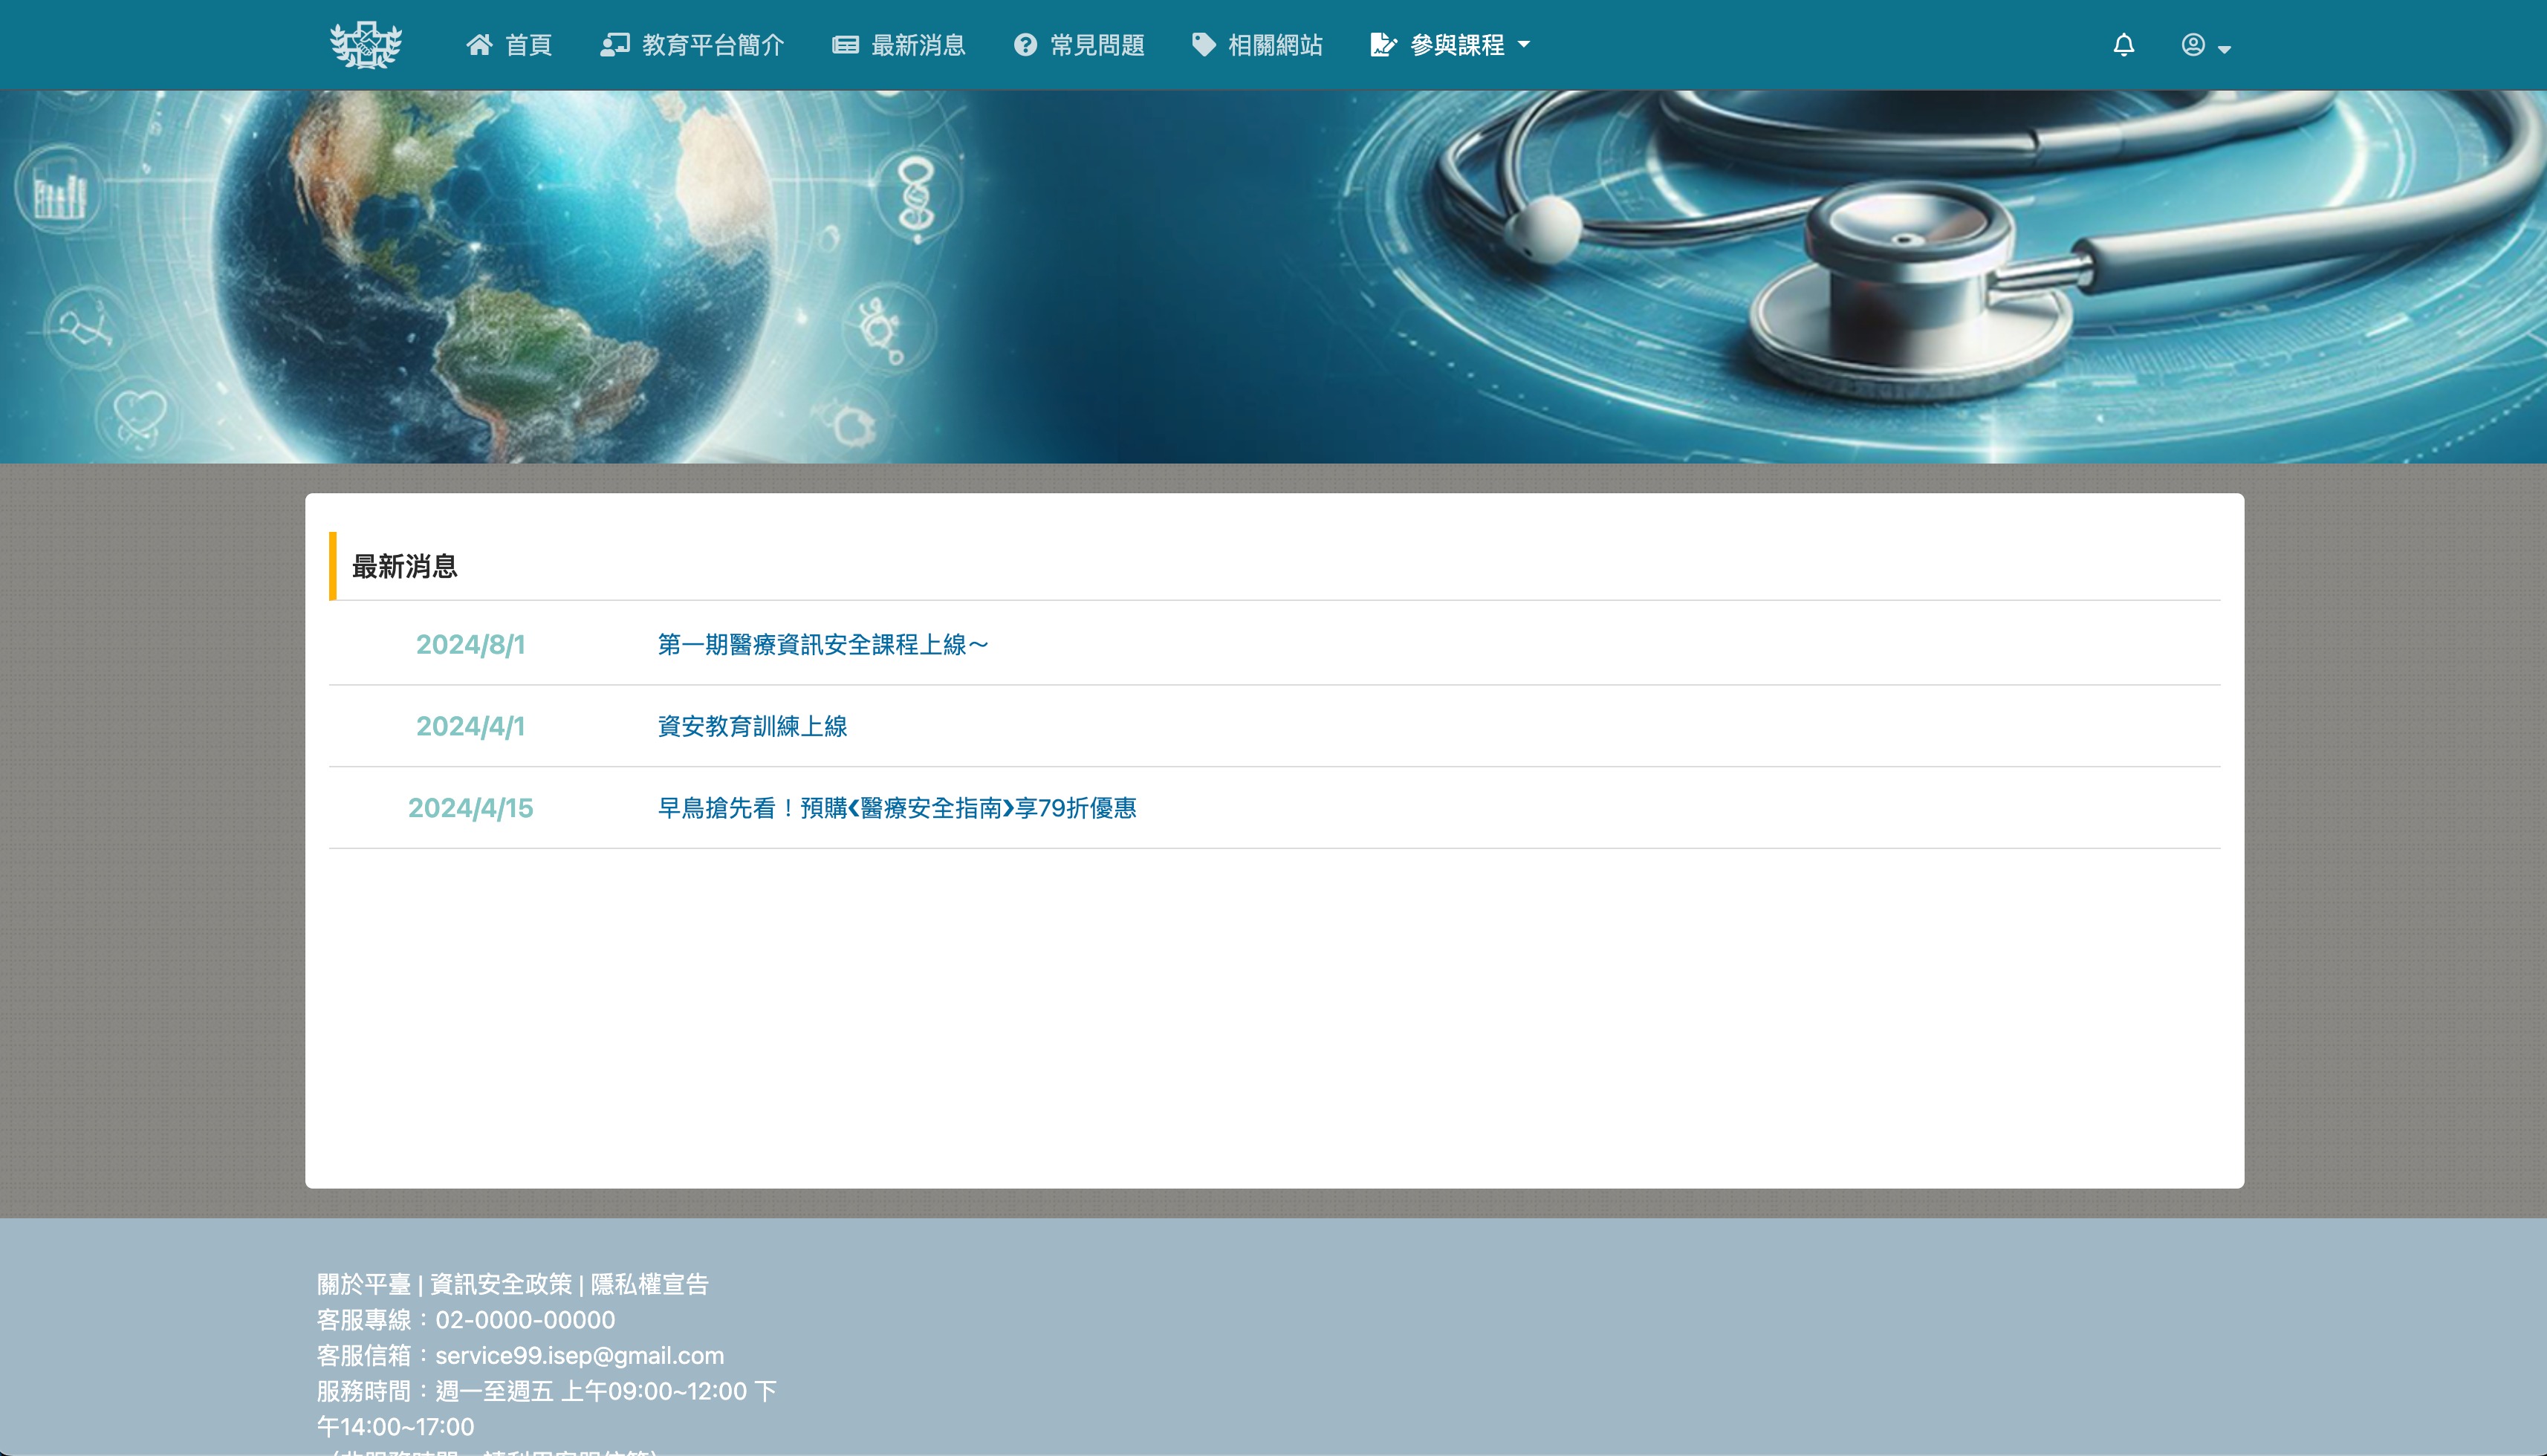 首頁 教育平台簡介 最新消息 常見問題 相關網站 參與課程
最新消息
2024/8/1 第一期醫療資訊安全課程上線～
2024/4/1 資安教育訓練上線
2024/4/15 早鳥搶先看！預購《醫療安全指南》享79折優惠
關於平臺 | 資訊安全政策 | 隱私權宣告
客服專線：02-0000-00000
客服信箱：service99.isep@gmail.com
服務時間：週一至週五 上午09:00~12:00 下
午14:00~17:00